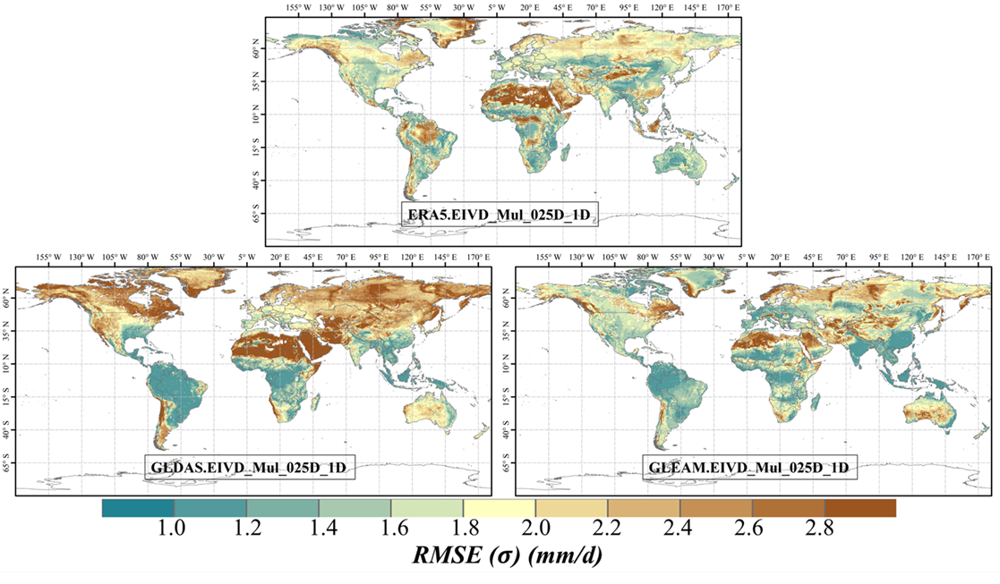 155° W 130° W 105° W 80° W 55° W 30° W 5° W 20° E 45° E 70° E 95° E 120° E 145° E 170° E
60° N
35° N
10° N
15° S
40° S
65° S
ERA5.EIVD_Mul_025D_1D
155° W 130° W 105° W 80° W 55° W 30° W 5° W 20° E 45° E 70° E 95° E 120° E 145° E 170° E
60° N
35° N
10° N
15° S
40° S
65° S
GLDAS.EIVD_Mul_025D_1D
155° W 130° W 105° W 80° W 55° W 30° W 5° W 20° E 45° E 70° E 95° E 120° E 145° E 170° E
60° N
35° N
10° N
15° S
40° S
65° S
GLEAM.EIVD_Mul_025D_1D
1.0 1.2 1.4 1.6 1.8 2.0 2.2 2.4 2.6 2.8
RMSE (σ) (mm/d)